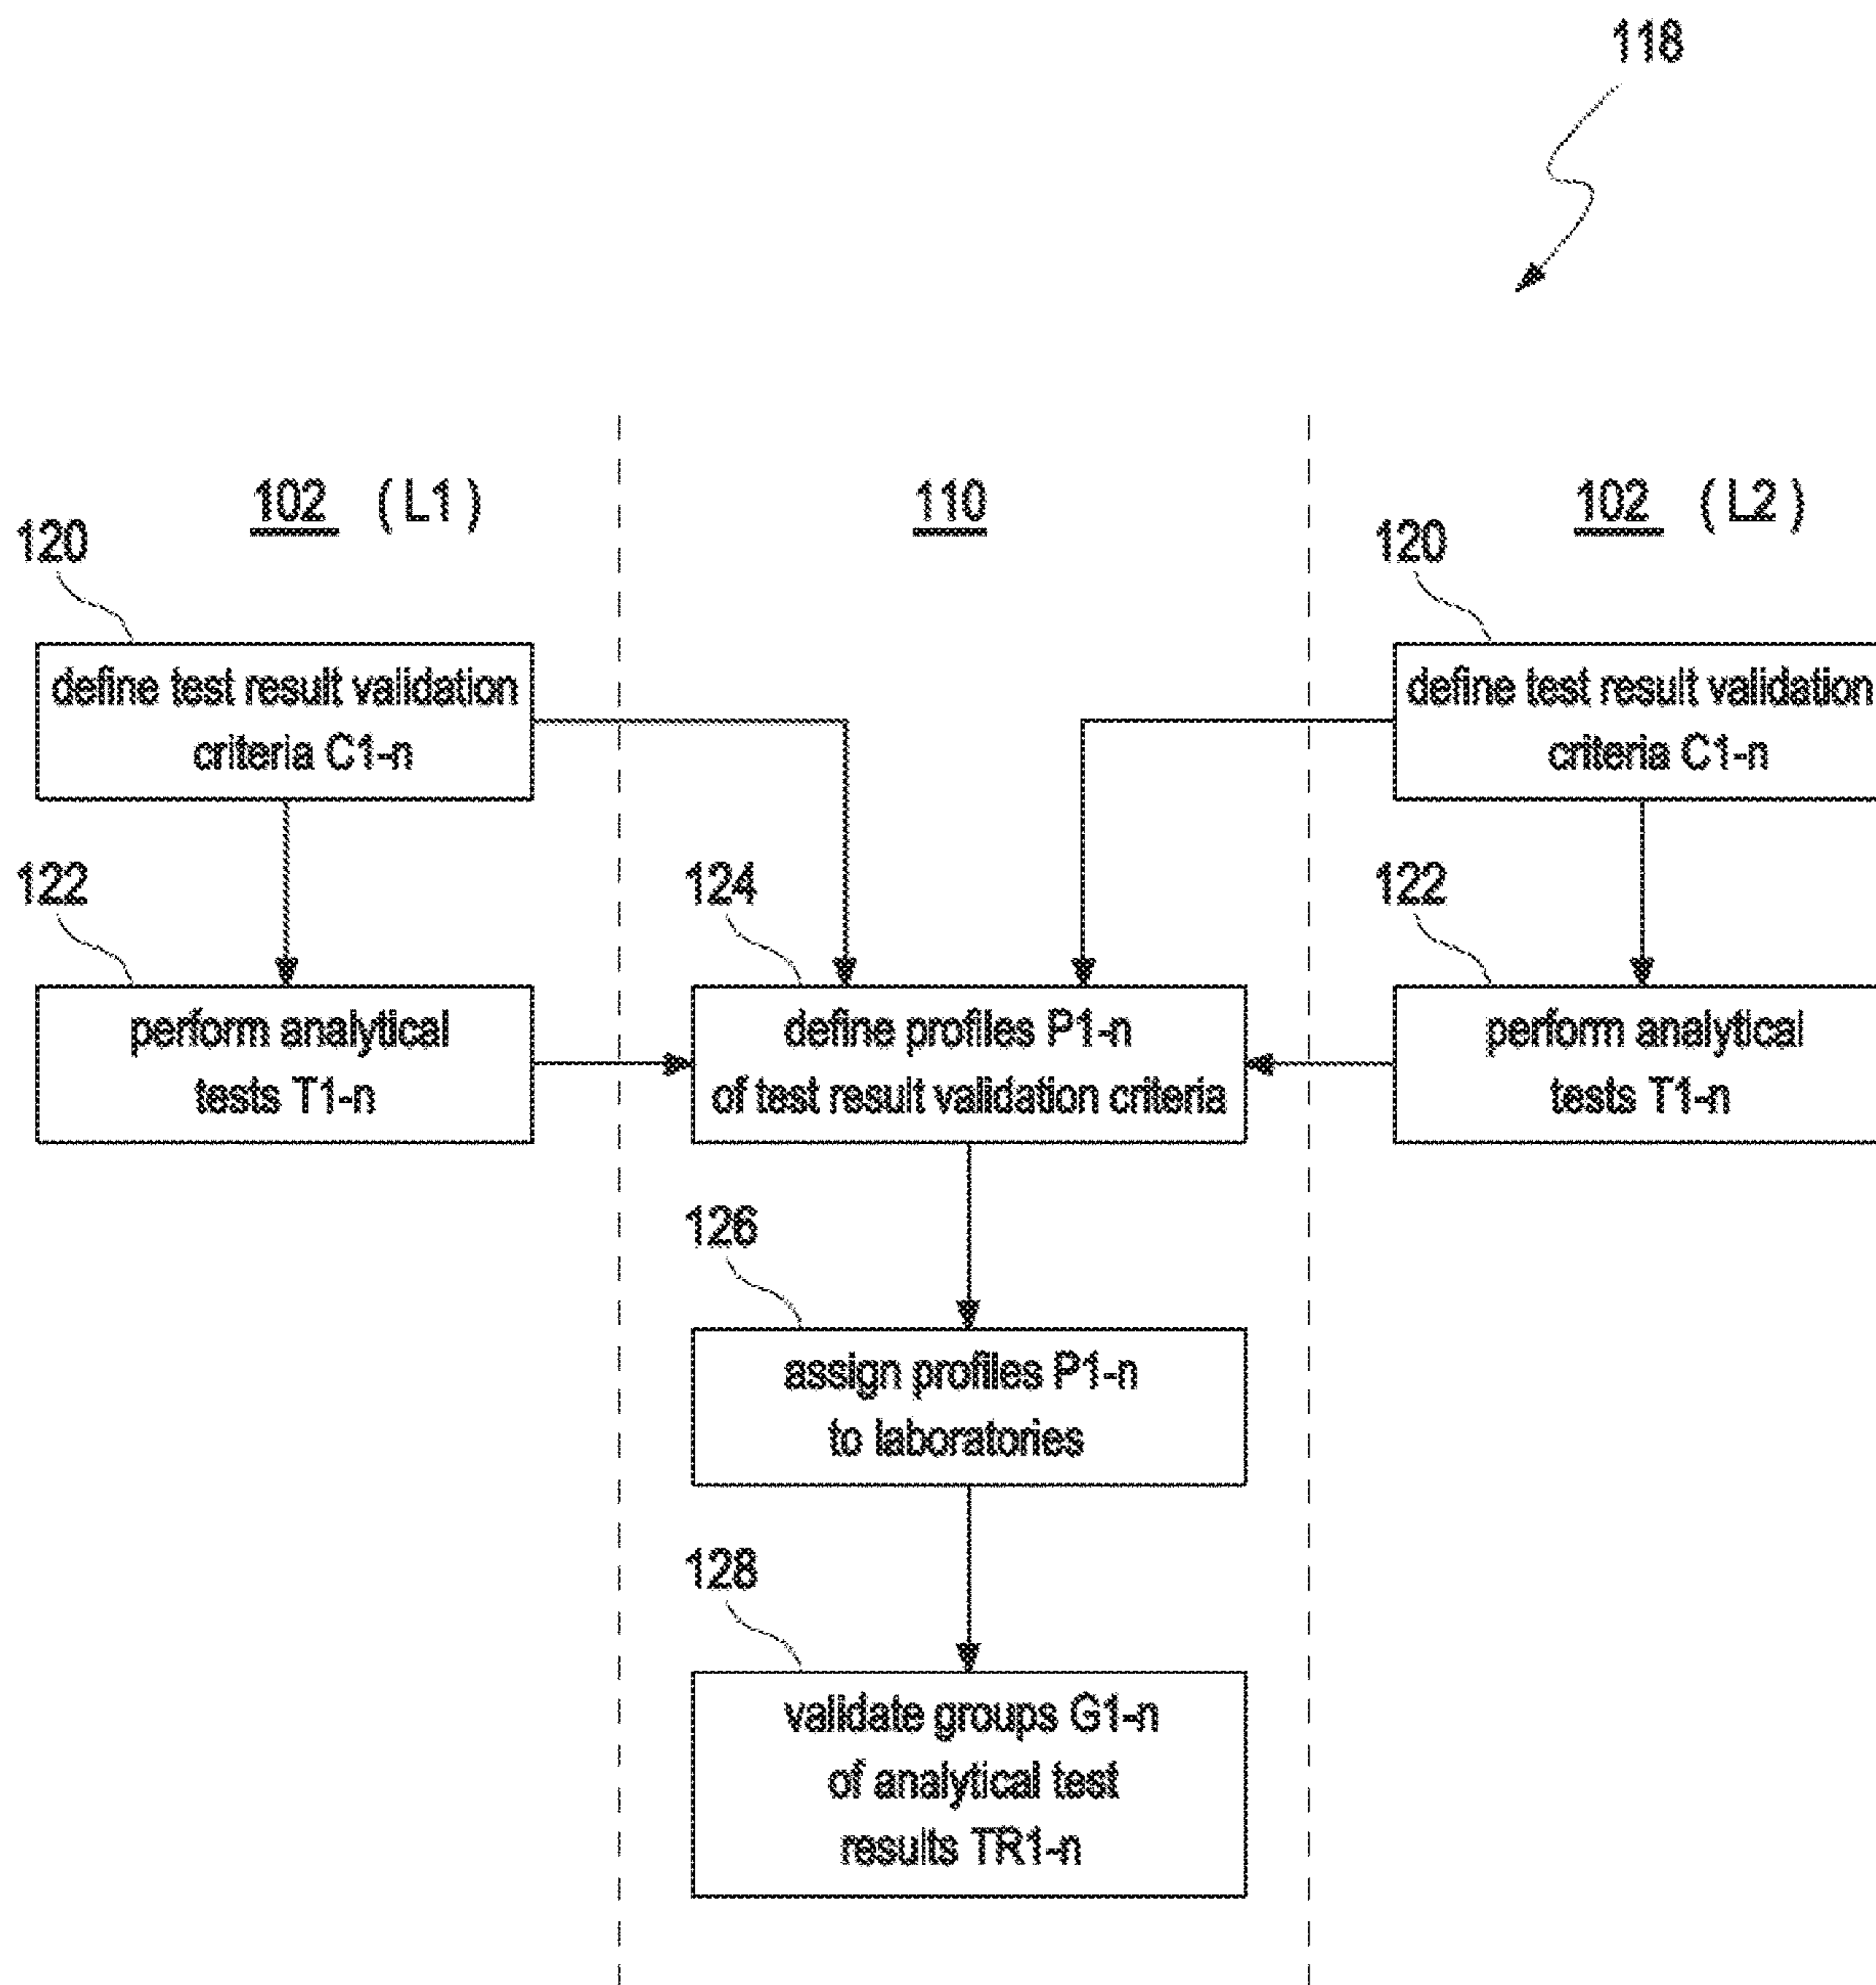 118
102 ( L1 )
110
102 ( L2 )
120
120
define test result validation
criteria C1-n
define test result validation
criteria C1-n
122
124
122
perform analytical
tests T1-n
define profiles P1-n
of test result validation criteria
perform analytical
tests T1-n
126
assign profiles P1-n
to laboratories
128
validate groups G1-n
of analytical test
results TR1-n